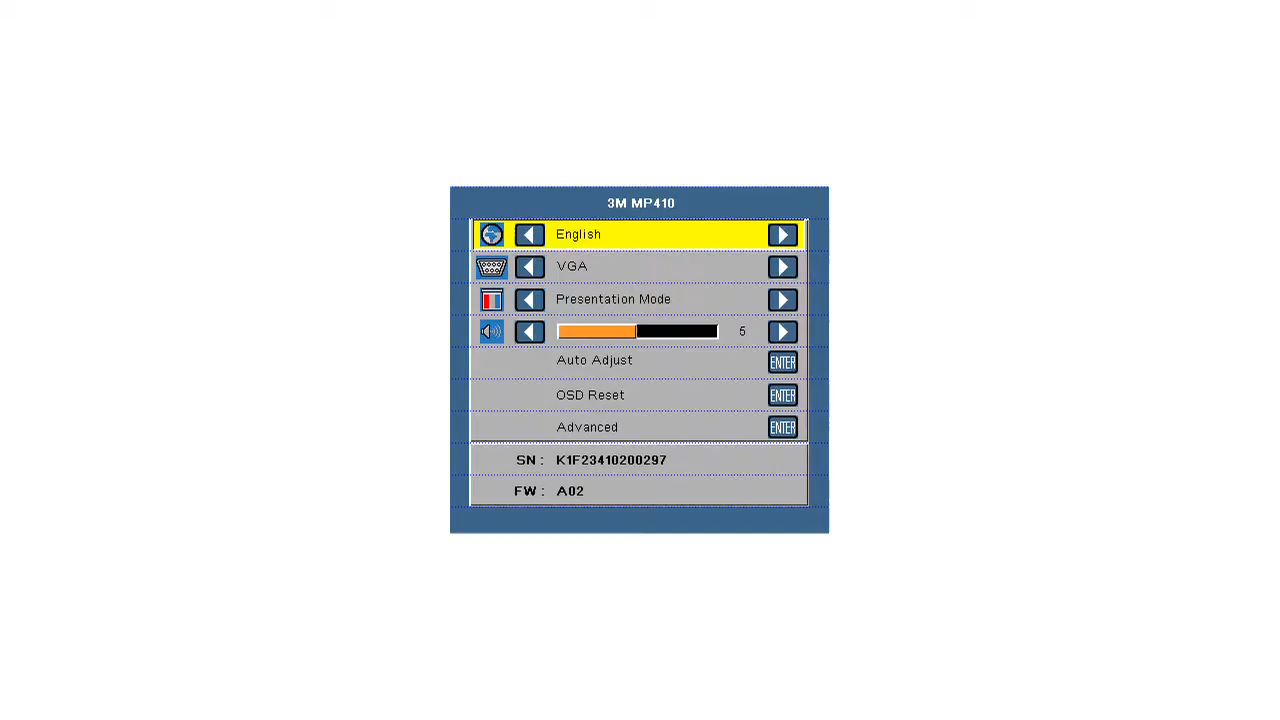 3M MP410
English
VGA
Presentation Mode
5
Auto Adjust ENTER
OSD Reset ENTER
Advanced ENTER
SN : K1F23410200297
FW : A02